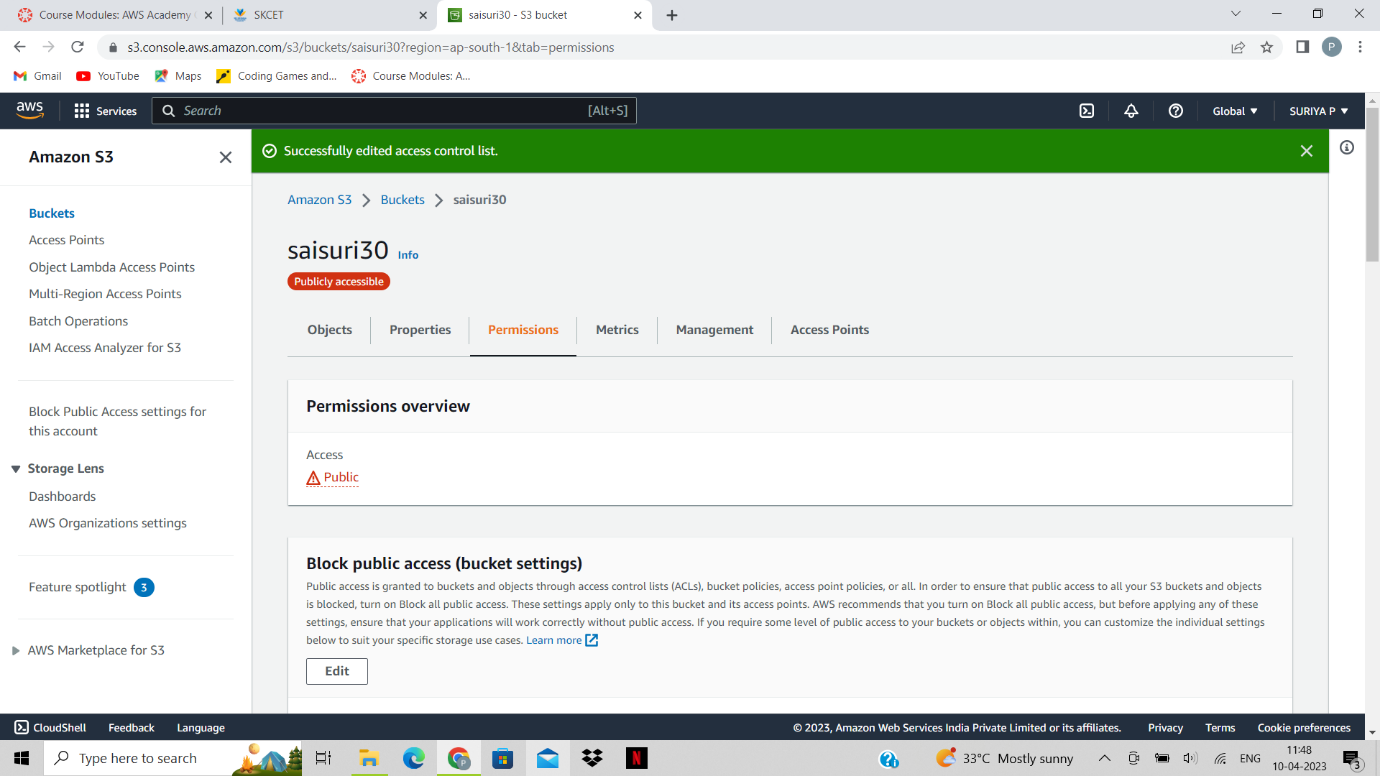 Course Modules: AWS Academy
SKCET
saisuri30 - S3 bucket
s3.console.aws.amazon.com/s3/buckets/saisuri30?region=ap-south-1&tab=permissions
P
Gmail
YouTube
Maps
Coding Games and...
Course Modules: A...
aws
Services
Search
[Alt+S]
Global
SURIYA P
Amazon S3
Successfully edited access control list.
Buckets
Access Points
Object Lambda Access Points
Multi-Region Access Points
Batch Operations
IAM Access Analyzer for S3
Block Public Access settings for
this account
Storage Lens
Dashboards
AWS Organizations settings
Feature spotlight 3
AWS Marketplace for S3
Amazon S3 > Buckets > saisuri30
saisuri30 Info
Publicly accessible
Objects
Properties
Permissions
Metrics
Management
Access Points
Permissions overview
Access
Public
Block public access (bucket settings)
Public access is granted to buckets and objects through access control lists (ACLs), bucket policies, access point policies, or all. In order to ensure that public access to all your S3 buckets and objects
is blocked, turn on Block all public access. These settings apply only to this bucket and its access points. AWS recommends that you turn on Block all public access, but before applying any of these
settings, ensure that your applications will work correctly without public access. If you require some level of public access to your buckets or objects within, you can customize the individual settings
below to suit your specific storage use cases. Learn more
Edit
CloudShell
Feedback
Language
© 2023, Amazon Web Services India Private Limited or its affiliates.
Privacy
Terms
Cookie preferences
Type here to search
N
33°C Mostly sunny
ENG
11:48
10-04-2023
3